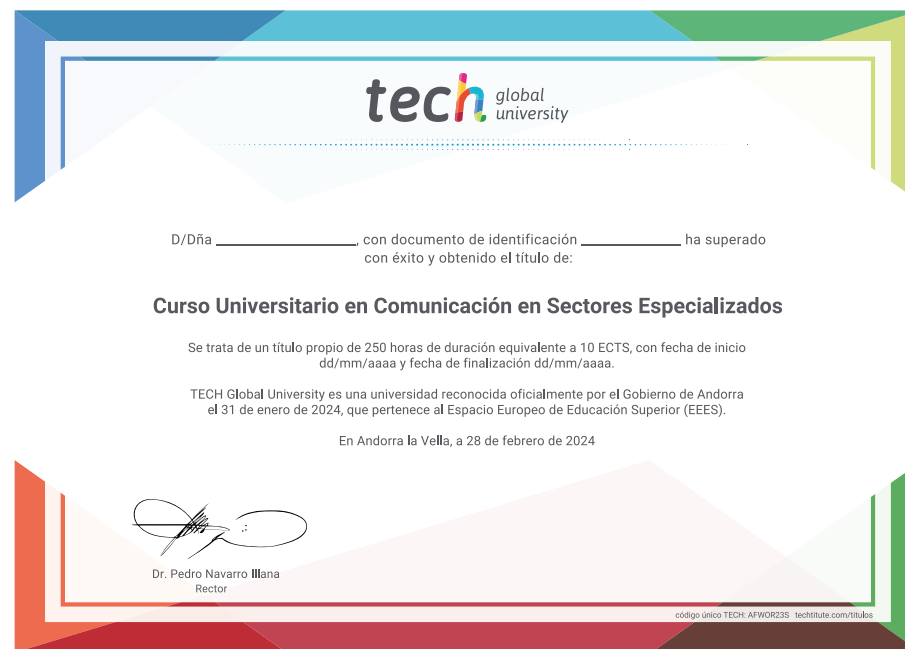 tech global university
D/Dña ________________, con documento de identificación ____________ ha superado
con éxito y obtenido el título de:
Curso Universitario en Comunicación en Sectores Especializados
Se trata de un título propio de 250 horas de duración equivalente a 10 ECTS, con fecha de inicio
dd/mm/aaaa y fecha de finalización dd/mm/aaaa.
TECH Global University es una universidad reconocida oficialmente por el Gobierno de Andorra
el 31 de enero de 2024, que pertenece al Espacio Europeo de Educación Superior (EEES).
En Andorra la Vella, a 28 de febrero de 2024
Dr. Pedro Navarro Illana
Rector
código único TECH: AFWOR23S techtitute.com/titulos